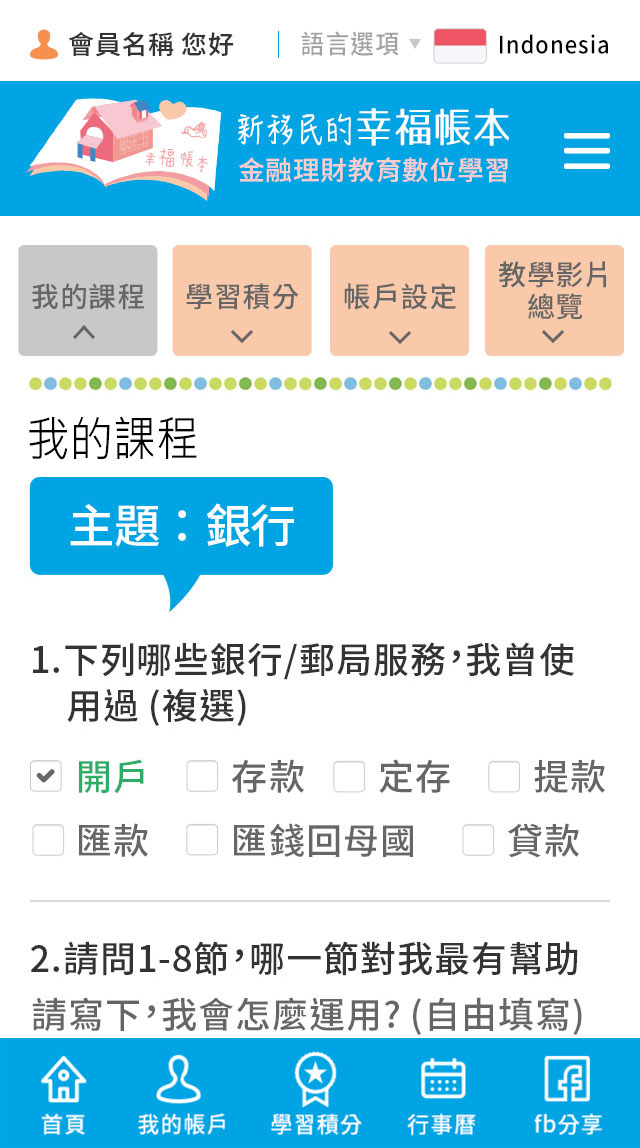 會員名稱 您好
語言選項
Indonesia
幸福帳本
新移民的幸福帳本
金融理財教育數位學習
我的課程
學習積分
帳戶設定
教學影片
總覽
我的課程
主題：銀行
1.下列哪些銀行/郵局服務，我曾使
用過 (複選)
開戶 存款 定存 提款
匯款 匯錢回母國 貸款
2.請問1-8節，哪一節對我最有幫助
請寫下，我會怎麼運用? (自由填寫)
首頁
我的帳戶
學習積分
行事曆
fb分享